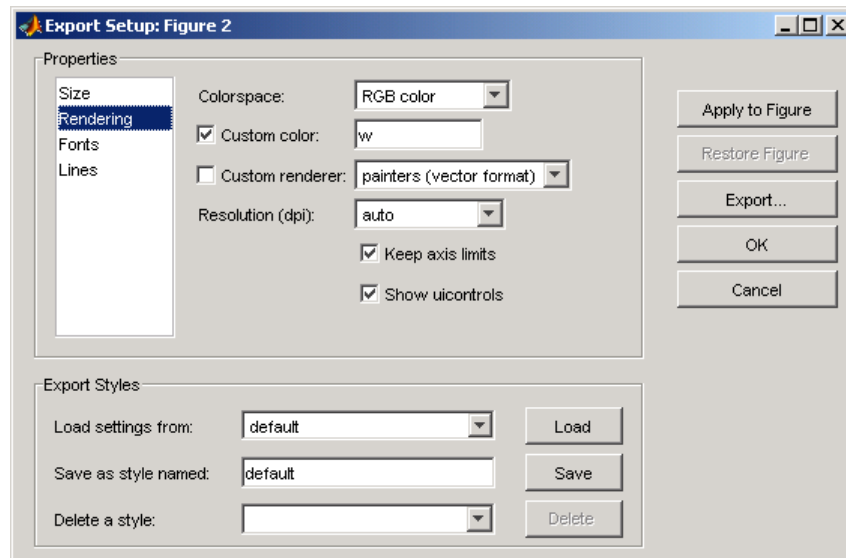 Export Setup: Figure 2
Properties
Size
Rendering
Fonts
Lines
Colorspace: RGB color
Custom color: w
Custom renderer: painters (vector format)
Resolution (dpi): auto
Keep axis limits
Show uicontrols
Apply to Figure
Restore Figure
Export...
OK
Cancel
Export Styles
Load settings from: default Load
Save as style named: default Save
Delete a style: Delete